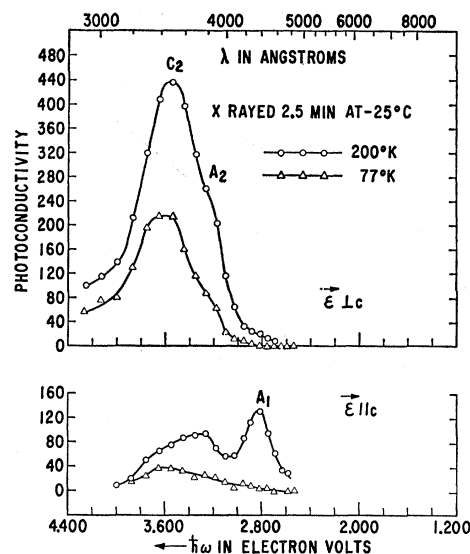 3000 4000 5000 6000 7000 8000
λ IN ANGSTROMS
C2
X RAYED 2.5 MIN AT-25°C
200°K
77°K
A2
ε ⊥c
PHOTOCONDUCTIVITY
480
440
400
360
320
280
240
200
160
120
80
40
0
A1
ε //c
160
120
80
40
0
4.400 3.600 2.800 2.000 1.200
←ħω IN ELECTRON VOLTS